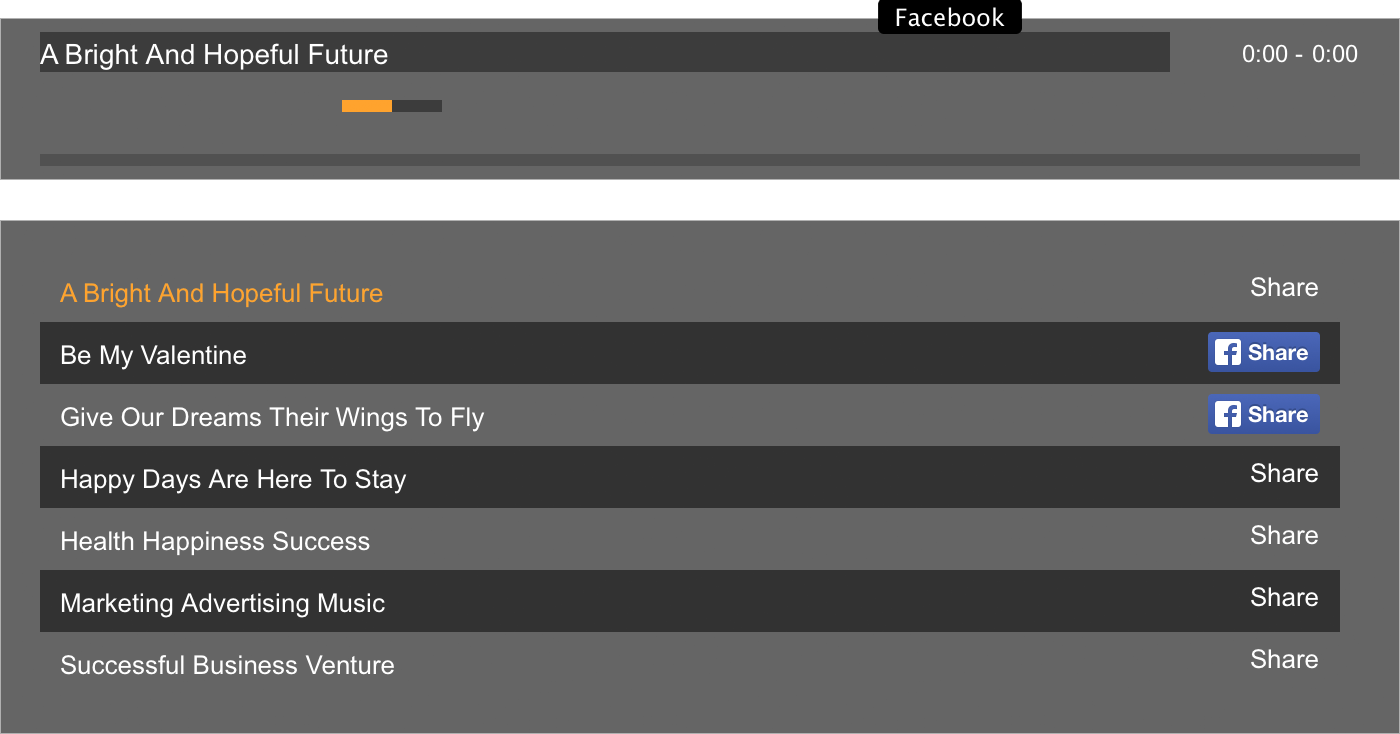 Facebook
A Bright And Hopeful Future 0:00 - 0:00
A Bright And Hopeful Future Share
Be My Valentine Share
Give Our Dreams Their Wings To Fly Share
Happy Days Are Here To Stay Share
Health Happiness Success Share
Marketing Advertising Music Share
Successful Business Venture Share